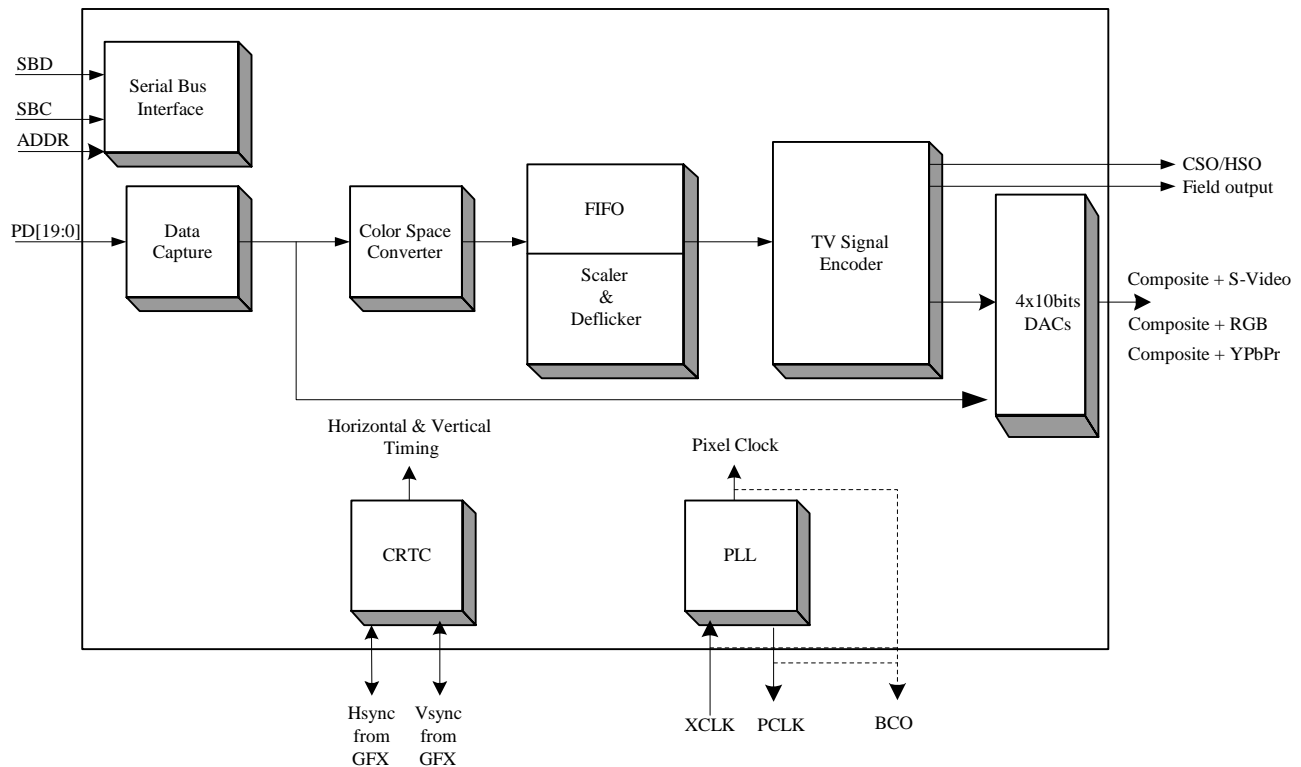 SBD
SBC
ADDR
Serial Bus
Interface
PD[19:0]
Data
Capture
Color Space
Converter
FIFO
Scaler
&
Deflicker
TV Signal
Encoder
CSO/HSO
Field output
4x10bits
DACs
Composite + S-Video
Composite + RGB
Composite + YPbPr
Horizontal & Vertical
Timing
Pixel Clock
CRTC
PLL
Hsync
from
GFX
Vsync
from
GFX
XCLK
PCLK
BCO